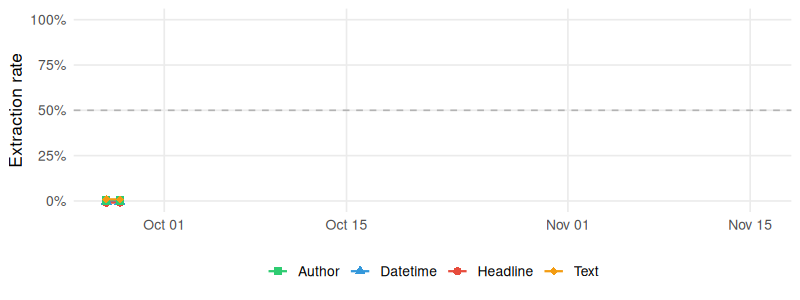 100%
75%
50%
25%
0%
Extraction rate
Oct 01 Oct 15 Nov 01 Nov 15
Author Datetime Headline Text